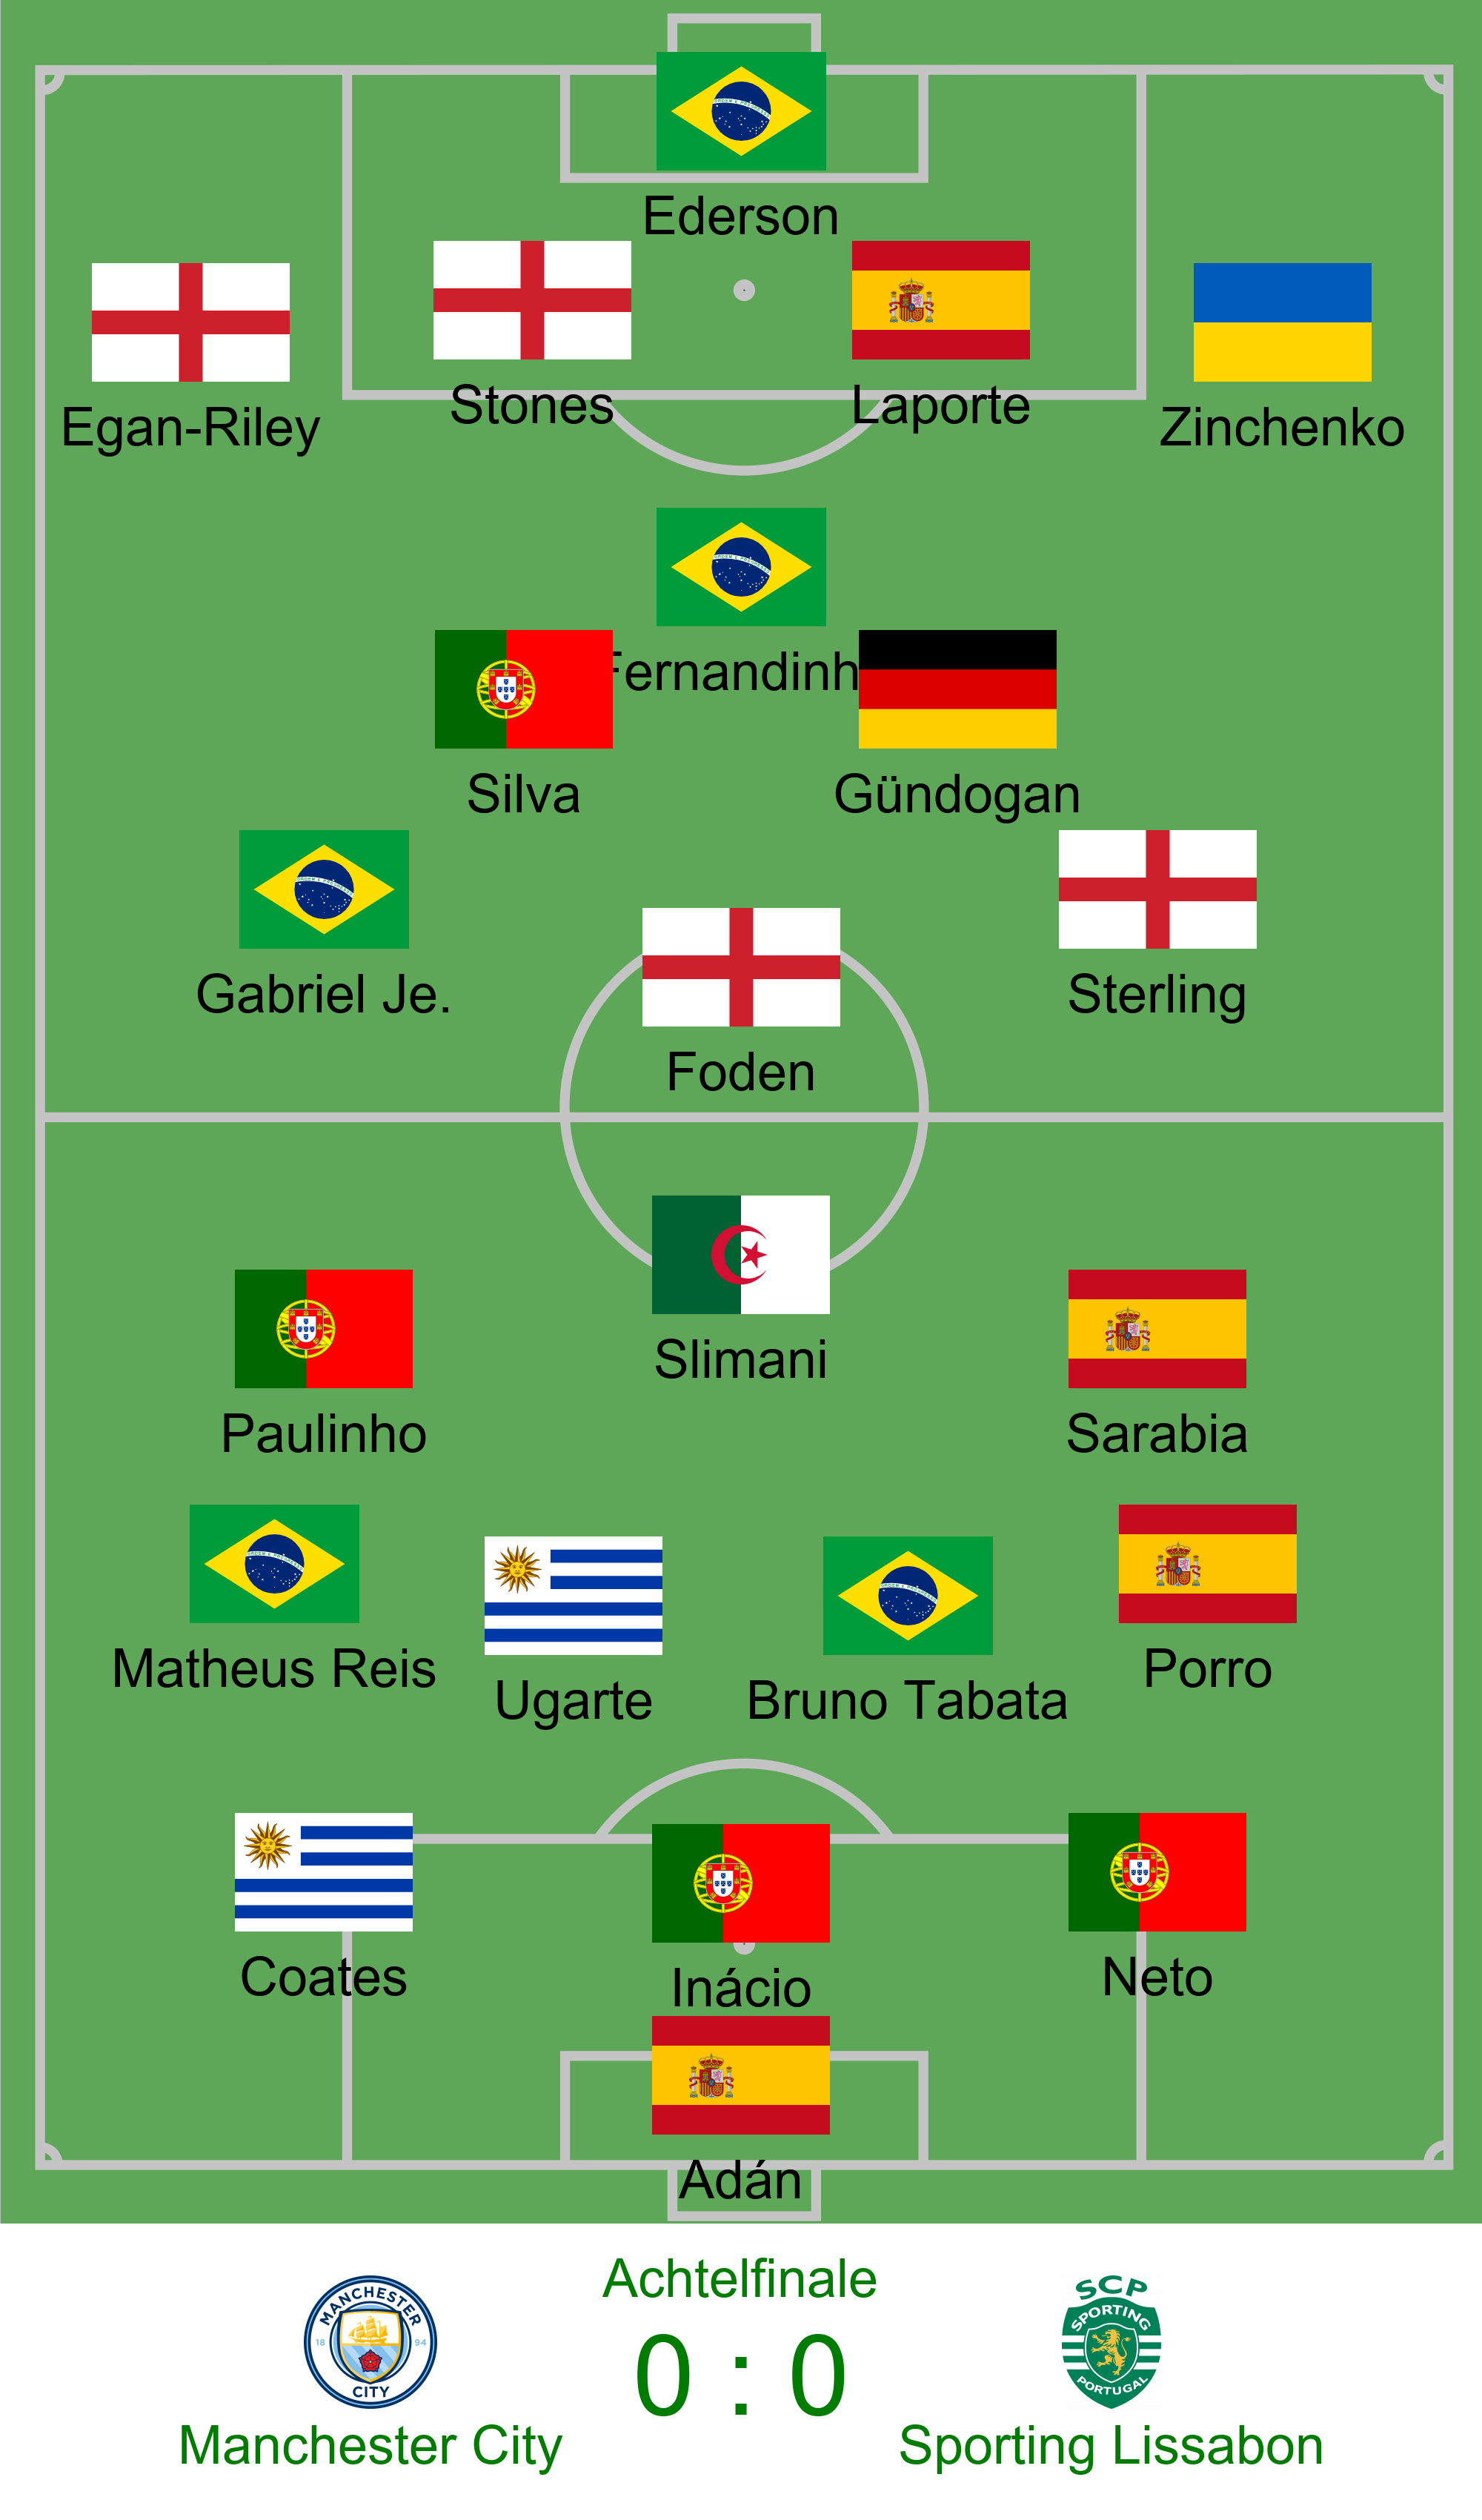 Ederson
Stones
Laporte
Egan-Riley
Zinchenko
Fernandinh
Silva
Gündogan
Gabriel Je.
Sterling
Foden
Slimani
Paulinho
Sarabia
Matheus Reis
Porro
Ugarte
Bruno Tabata
Coates
Inácio
Neto
Adán
Achtelfinale
0 : 0
MANCHESTER
18 94
CITY
SCP
SPORTING
PORTUGAL
Manchester City
Sporting Lissabon